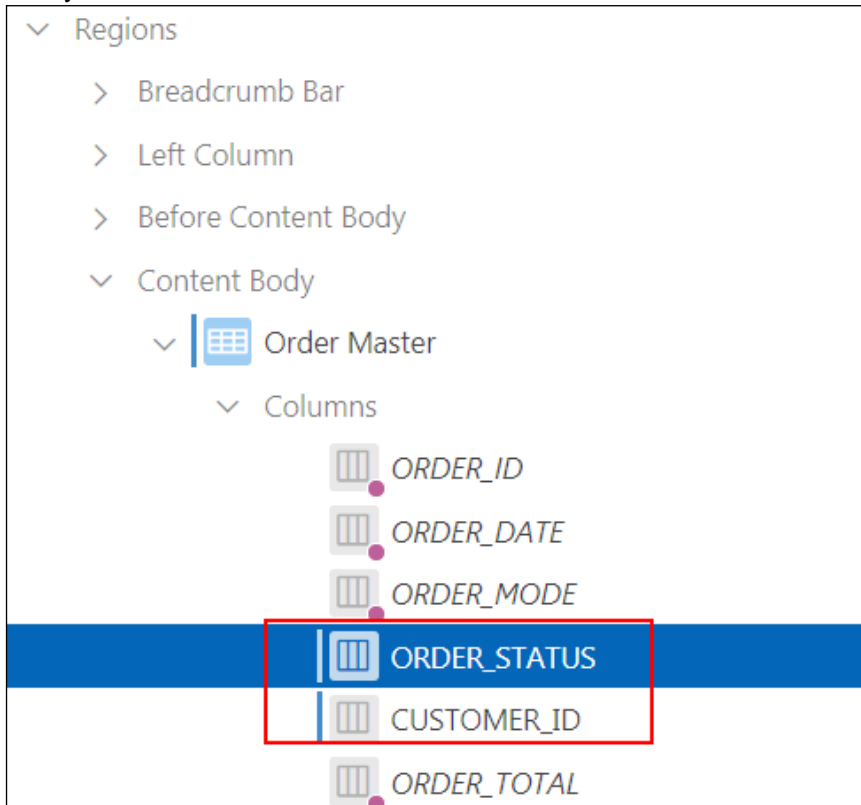 Regions
Breadcrumb Bar
Left Column
Before Content Body
Content Body
Order Master
Columns
ORDER_ID
ORDER_DATE
ORDER_MODE
ORDER_STATUS
CUSTOMER_ID
ORDER_TOTAL